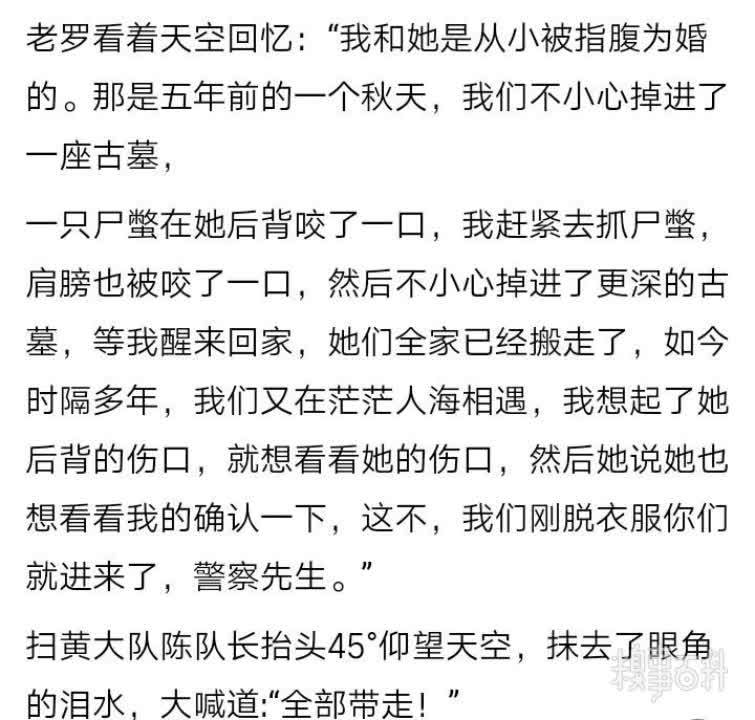 老罗看着天空回忆：“我和她是从小被指腹为婚
的。那是五年前的一个秋天，我们不小心掉进了
一座古墓，
一只尸蟞在她后背咬了一口，我赶紧去抓尸蟞，
肩膀也被咬了一口，然后不小心掉进了更深的古
墓，等我醒来回家，她们全家已经搬走了，如今
时隔多年，我们又在茫茫人海相遇，我想起了她
后背的伤口，就想看看她的伤口，然后她说她也
想看看我的确认一下，这不，我们刚脱衣服你们
就进来了，警察先生。”
扫黄大队陈队长抬头45°仰望天空，抹去了眼角
的泪水，大喊道:“全部带走！”
糗事百科